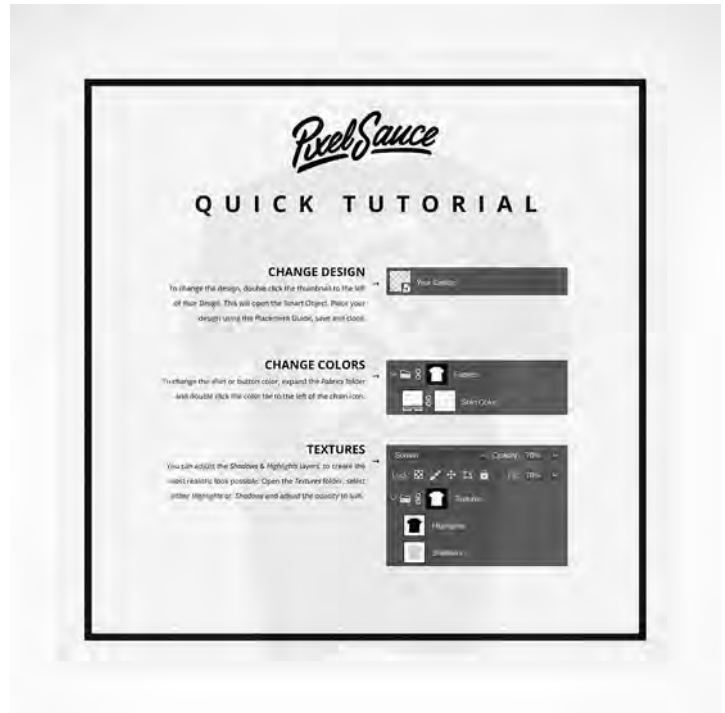 PixelSauce
QUICK TUTORIAL
CHANGE DESIGN
To change the design, double click the thumbnail to the left
of Your Design. This will open the Smart Object. Place your
design using the Placement Guide, save and close.
Your Design
CHANGE COLORS
To change the shirt or button color, expand the Fabrics folder
and double click the color tile to the left of the chain icon.
Fabrics
Shirt Color
TEXTURES
You can adjust the Shadows & Highlights layers, to create the
most realistic look possible. Open the Textures folder, select
either Highlights or Shadows and adjust the opacity to suit.
Screen Opacity: 70%
Lock: Fill: 70%
Textures
Highlights
Shadows